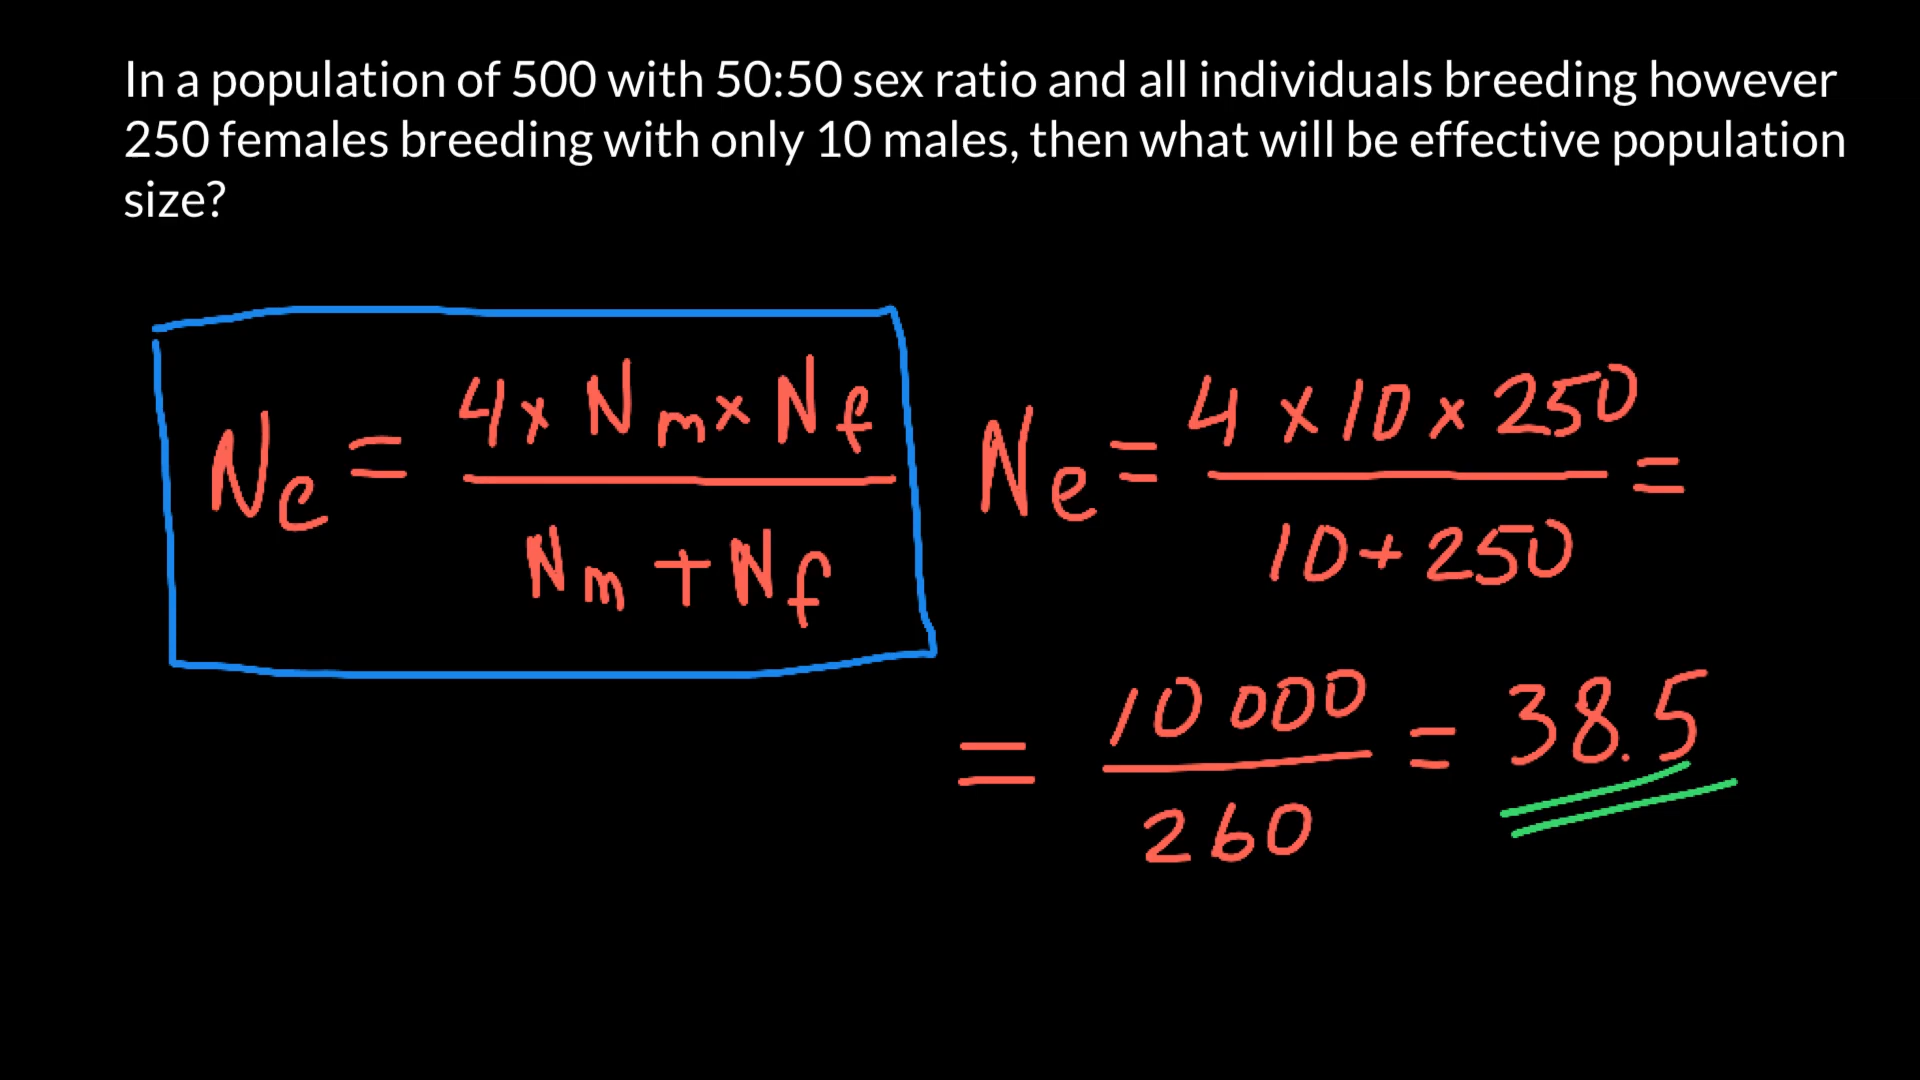 In a population of 500 with 50:50 sex ratio and all individuals breeding however
250 females breeding with only 10 males, then what will be effective population
size?
Ne = (4 x Nm x Nf) / (Nm + Nf)
Ne = (4 x 10 x 250) / (10 + 250) =
= 10 000 / 260 = 38.5